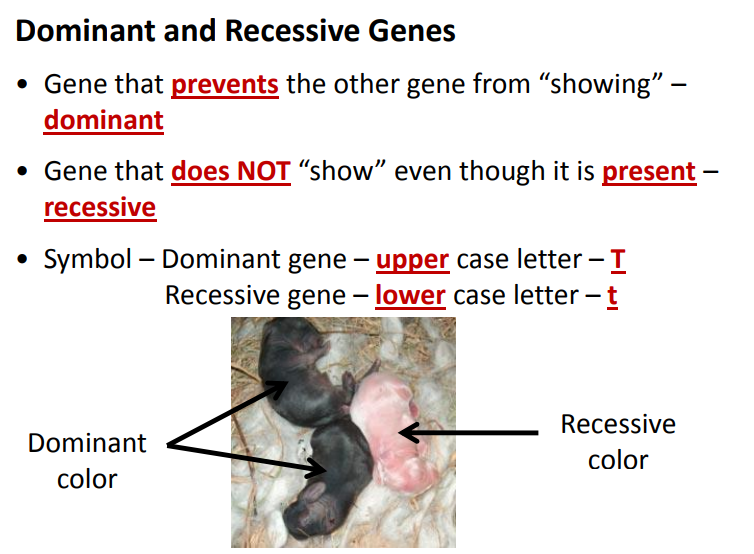 Dominant and Recessive Genes
• Gene that prevents the other gene from “showing” –
dominant
• Gene that does NOT “show” even though it is present –
recessive
• Symbol – Dominant gene – upper case letter – T
Recessive gene – lower case letter – t
Dominant
color
Recessive
color